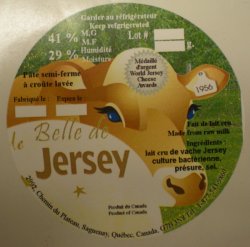 Garder au réfrigérateur
Keep refrigerated
41 % M.G
M.F
29 % Humidité
Moisture
Lot #
g.
Médaille
d'argent
World Jersey
Cheese
Awards
1956
Pâte semi-ferme
à croûte lavée
Fabriqué le :
Expire le :
Fait de lait cru
Made from raw milk
Ingrédients :
lait cru de vache Jersey
culture bactérienne,
présure, sel.
le Belle de
Jersey
Produit du Canada
Product du Canada
Chemin du Plateau, Saguenay, Québec, Canada,